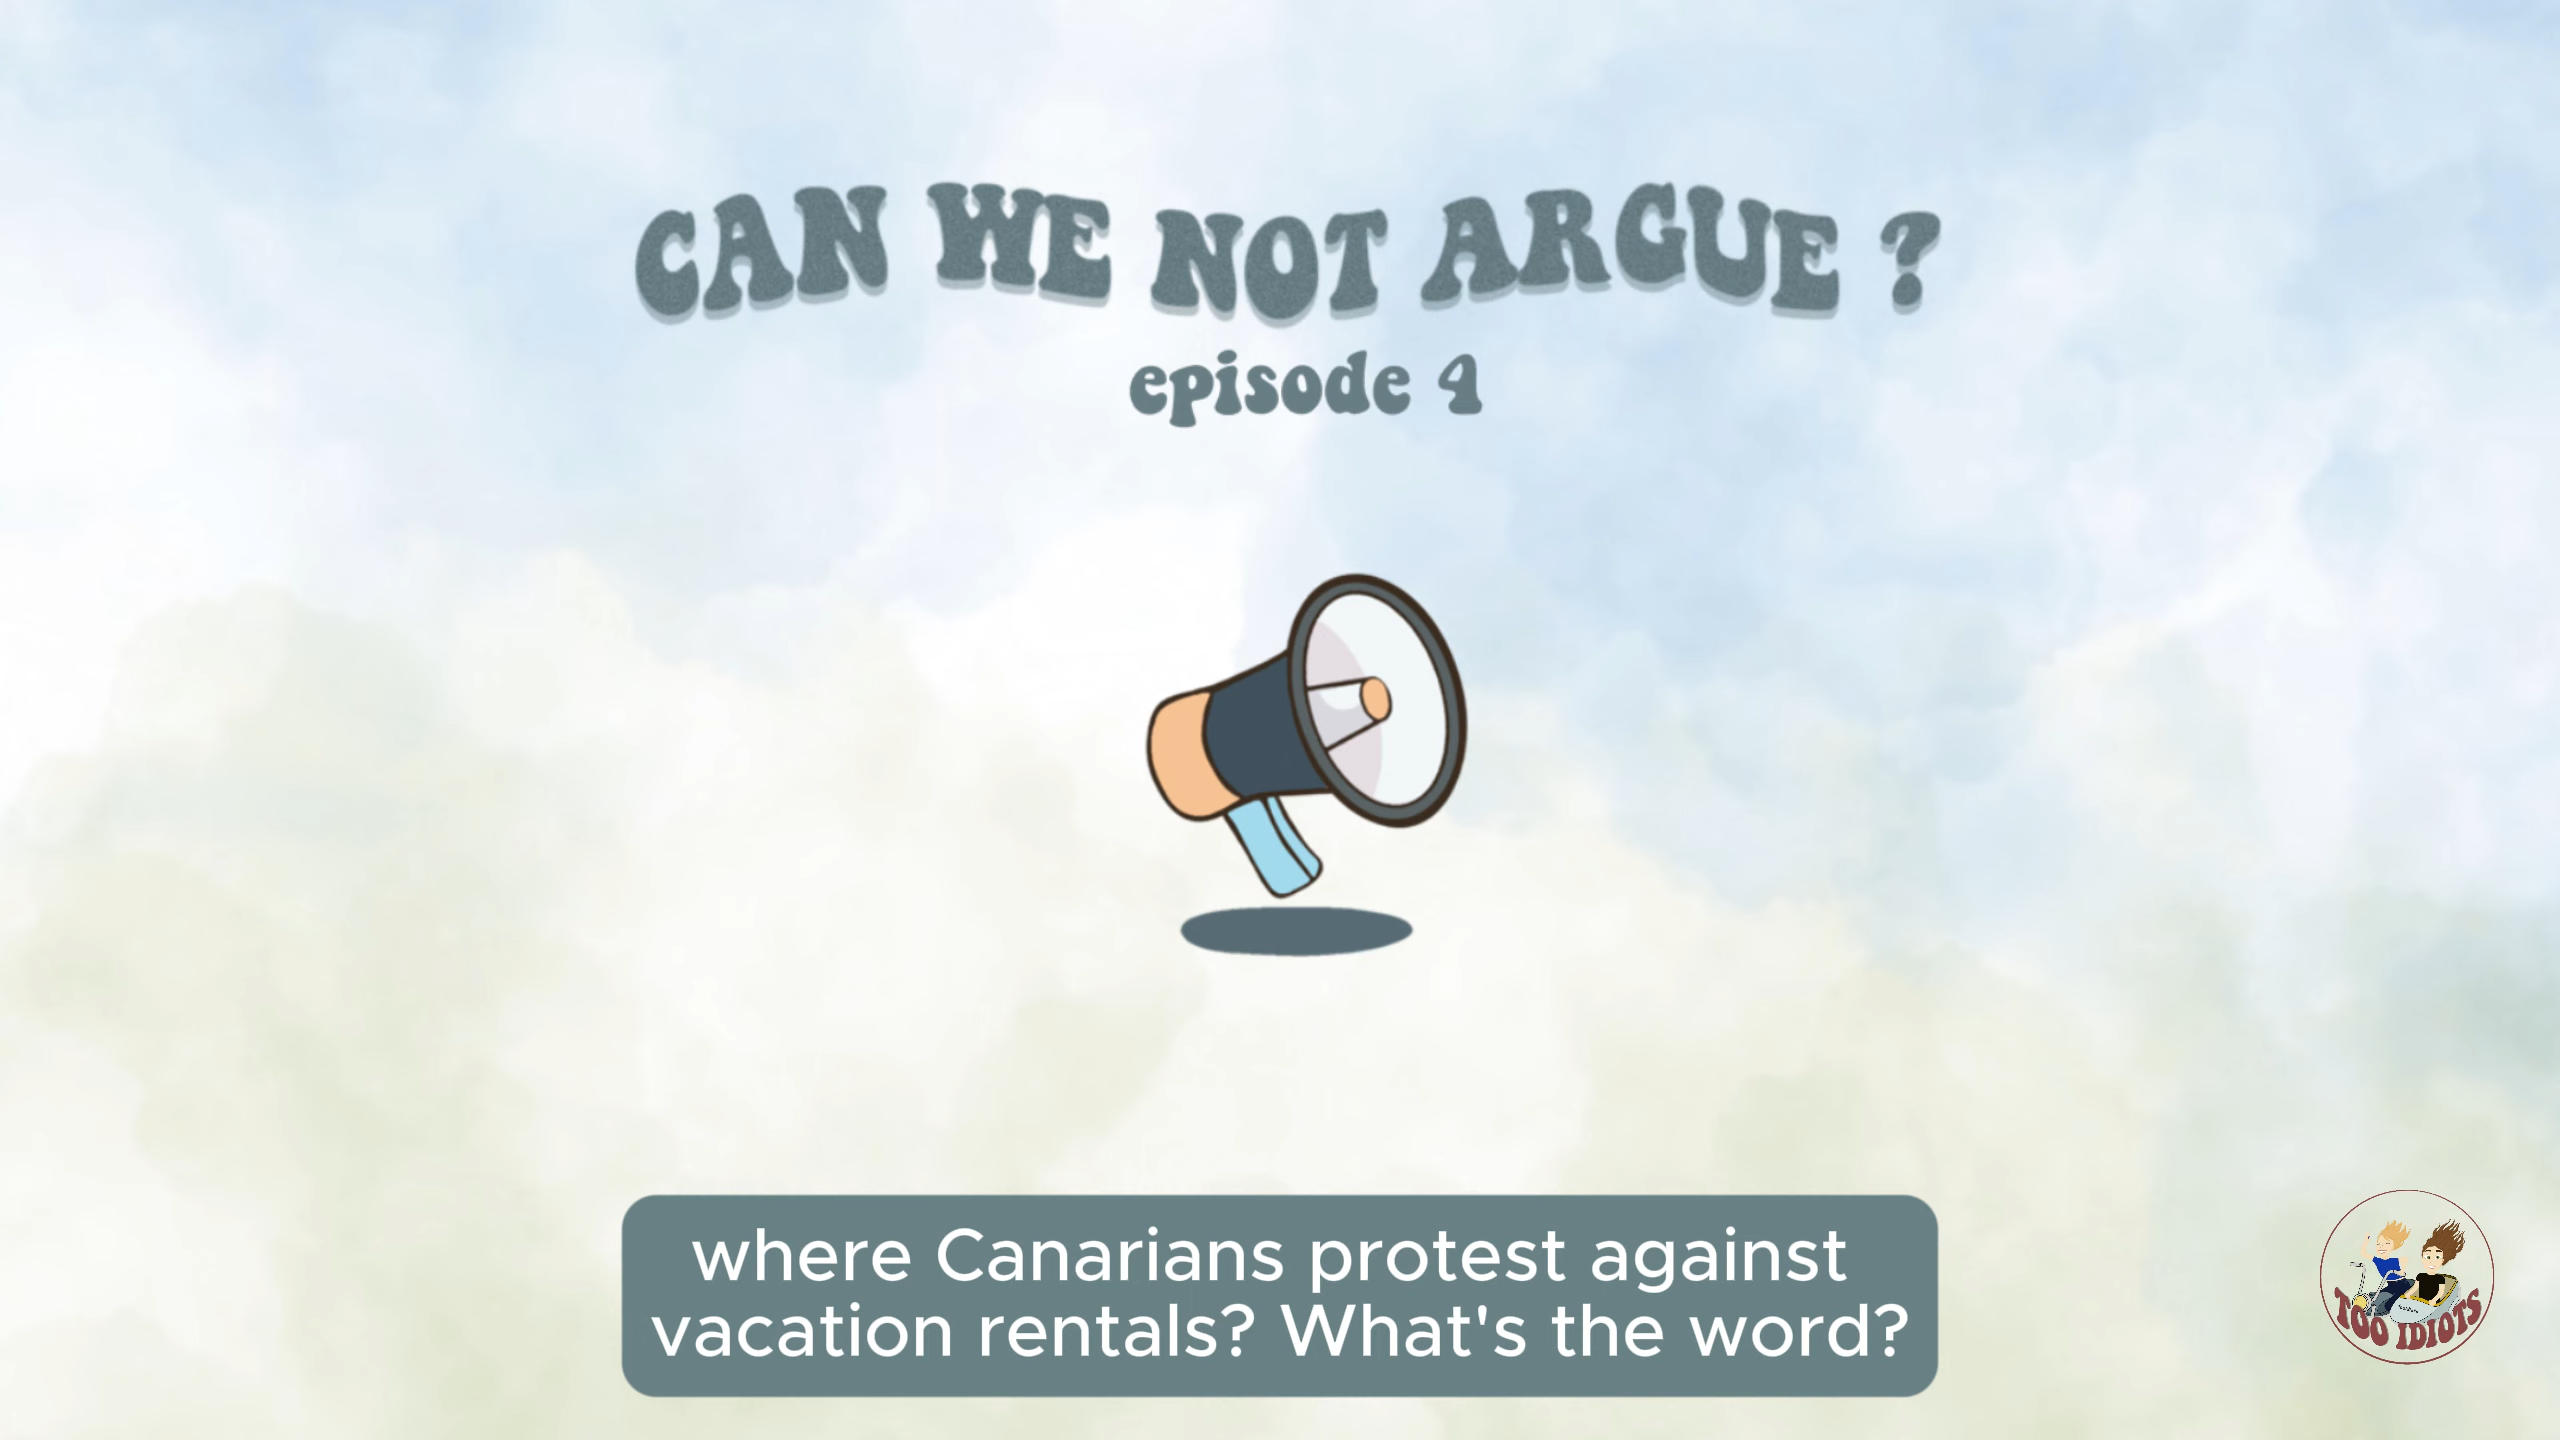 CAN WE NOT ARGUE ?
episode 4
where Canarians protest against
vacation rentals? What's the word?
TOO IDIOTS